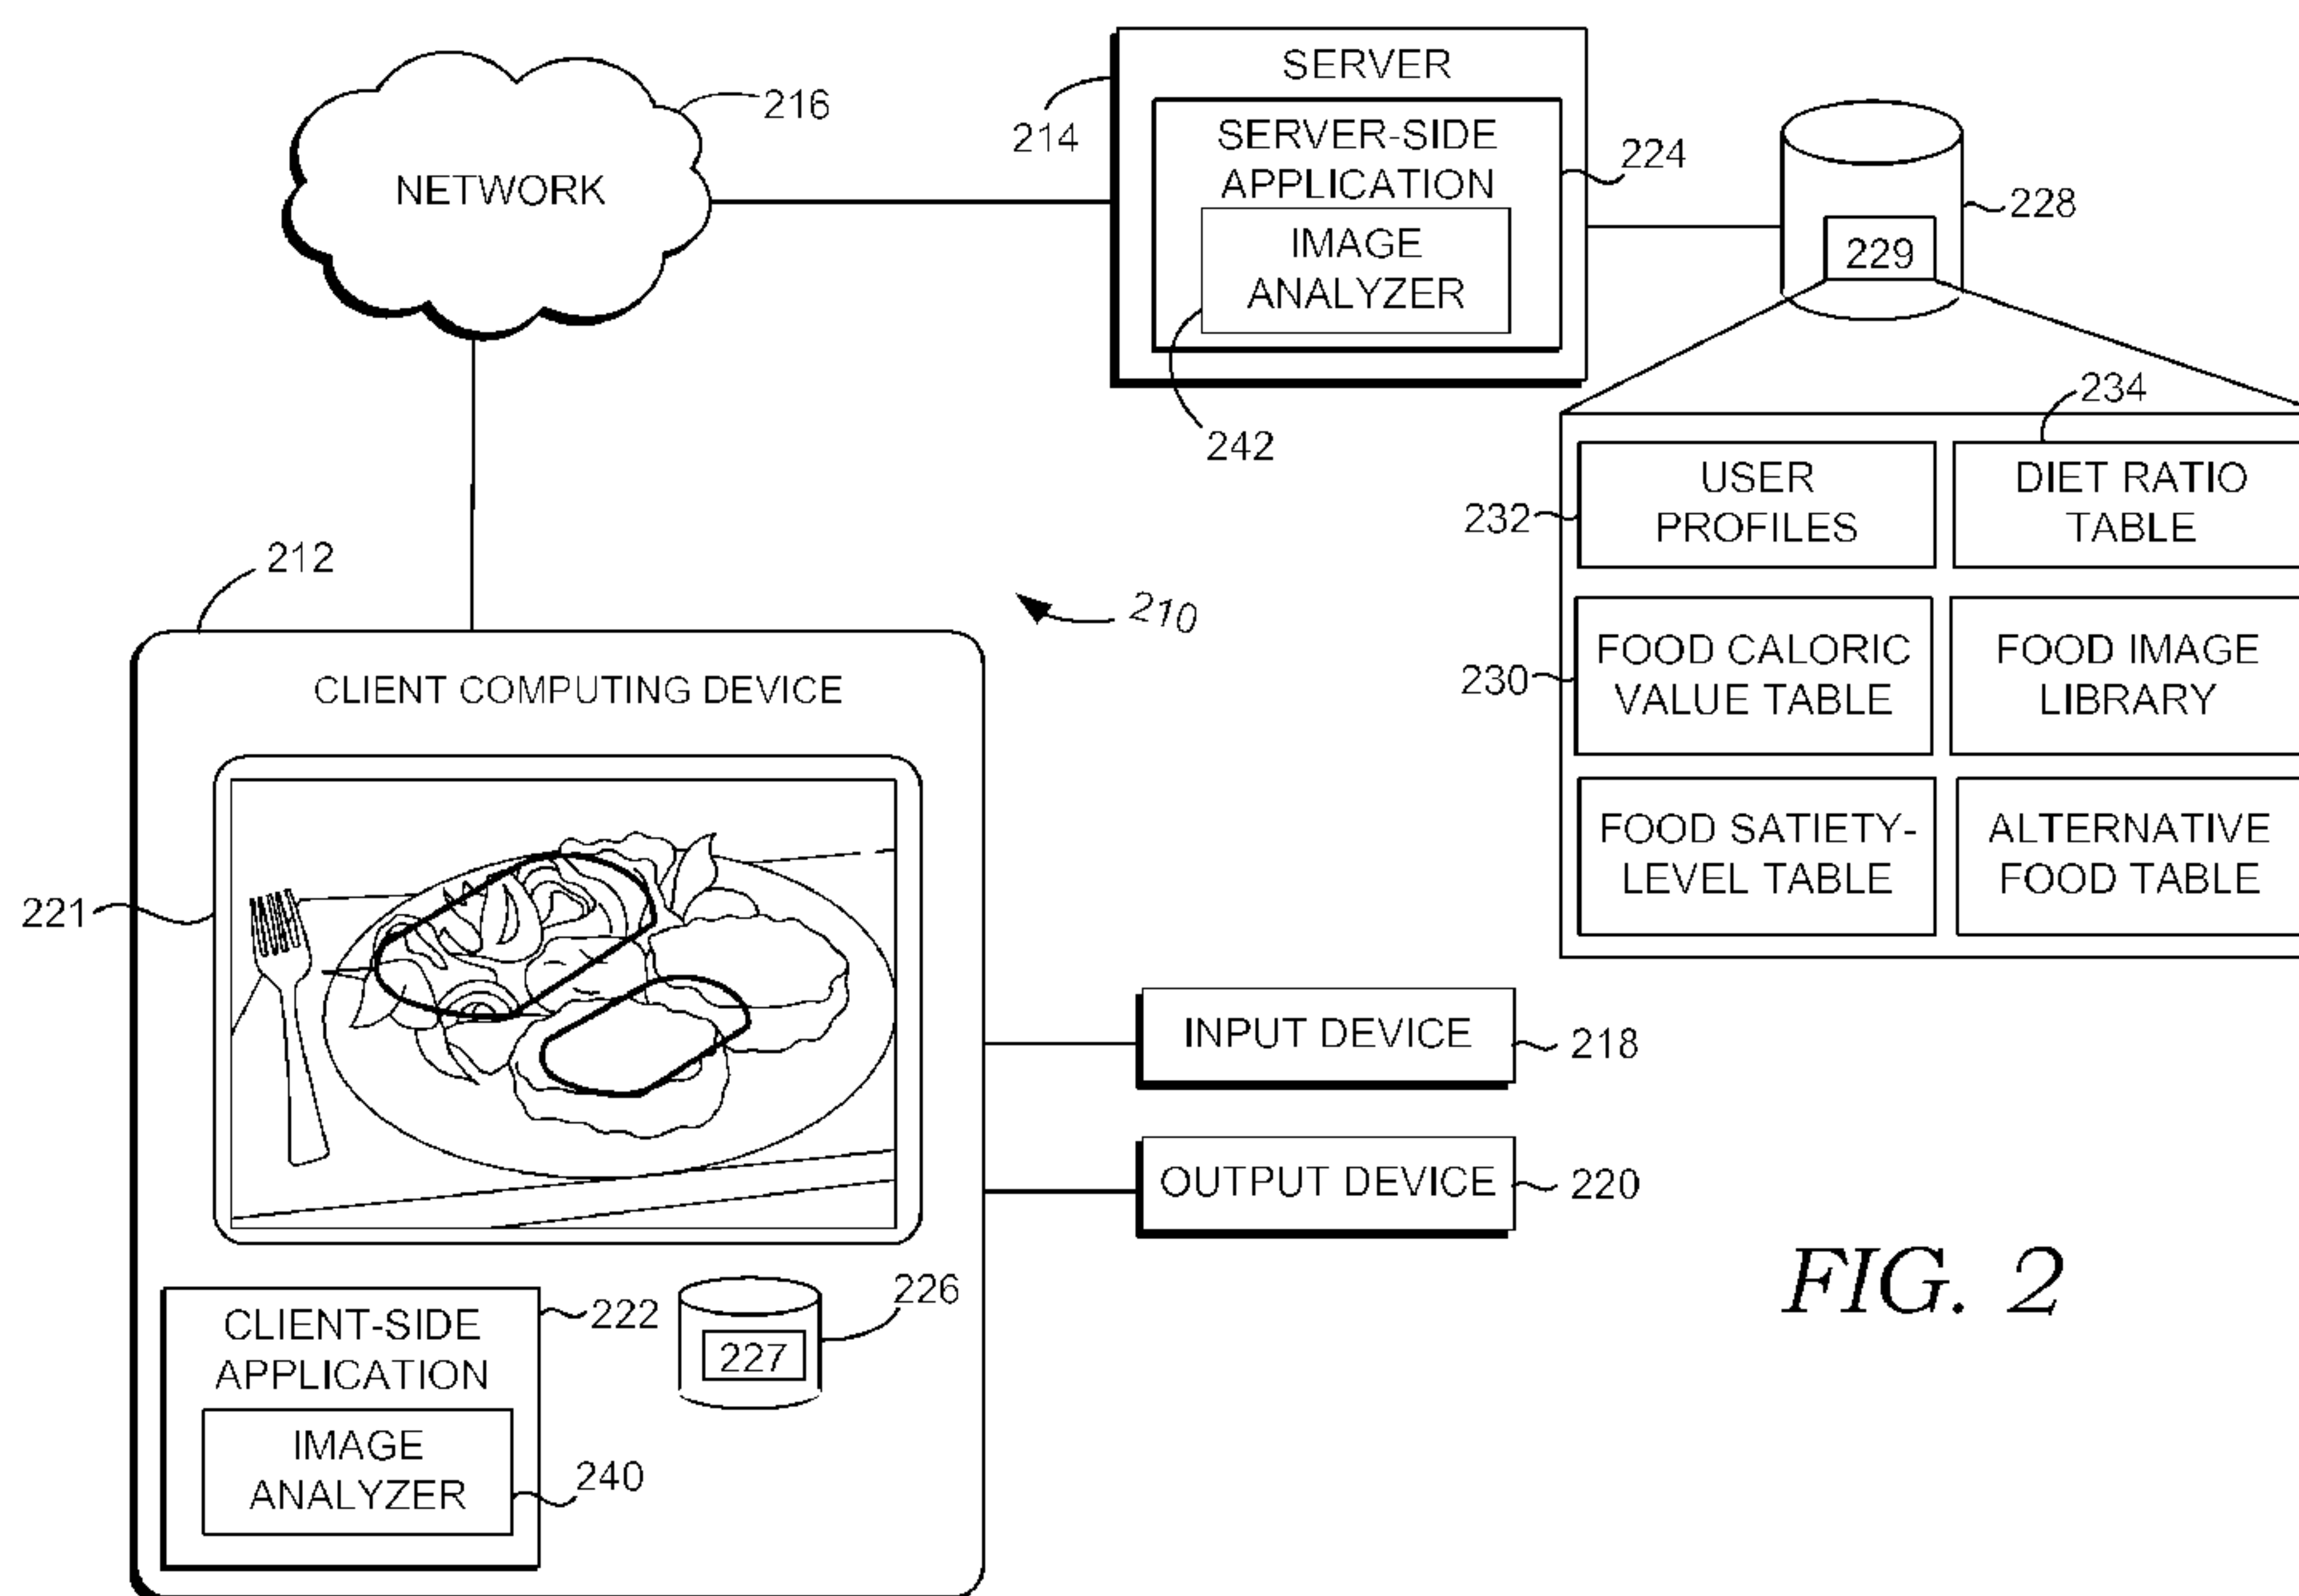 NETWORK
216
SERVER
214
SERVER-SIDE
APPLICATION
224
IMAGE
ANALYZER
242
228
229
234
USER
PROFILES
232
DIET RATIO
TABLE
FOOD CALORIC
VALUE TABLE
230
FOOD IMAGE
LIBRARY
FOOD SATIETY-
LEVEL TABLE
ALTERNATIVE
FOOD TABLE
210
212
CLIENT COMPUTING DEVICE
221
INPUT DEVICE
218
OUTPUT DEVICE
220
CLIENT-SIDE
APPLICATION
222
IMAGE
ANALYZER
240
226
227
FIG. 2